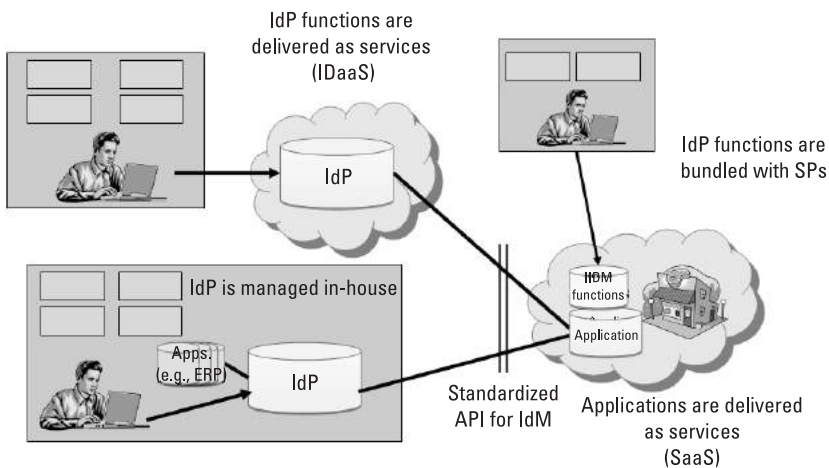 IdP functions are
delivered as services
(IDaaS)
IdP
IdP functions are
bundled with SPs
IdP is managed in-house
Apps.
(e.g., ERP)
IdP
functions
Application
Standardized
API for IdM
Applications are delivered
as services
(SaaS)